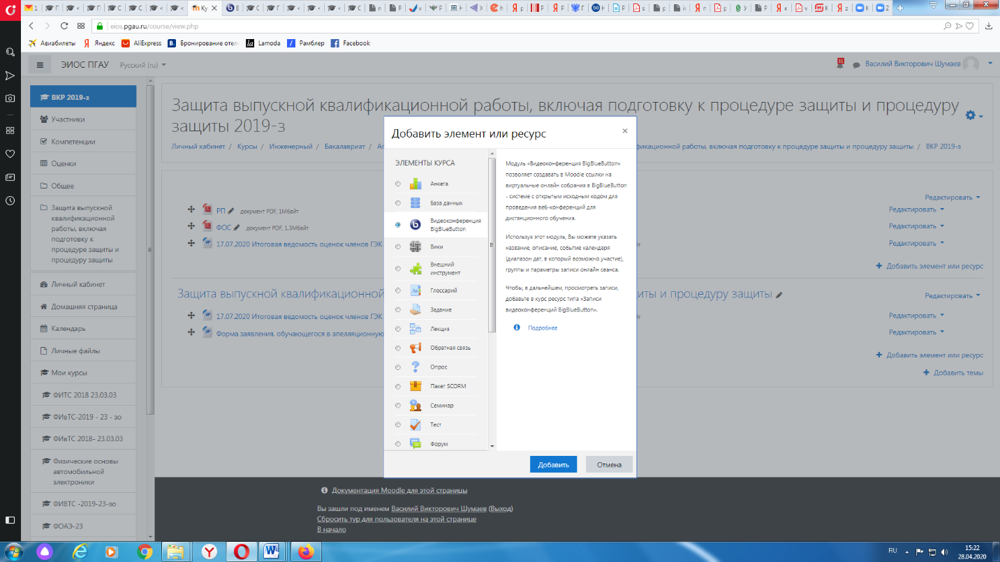 eios.pgau.ru/course/view.php
Авиабилеты
Яндекс
AliExpress
Бронирование отел
Lamoda
Рамблер
Facebook
ЭИОС ПГАУ
Русский (ru)
31
Василий Викторович Шумаев
ВКР 2019-з
Участники
Компетенции
Оценки
Общее
Защита выпускной
квалификационной
работы, включая
подготовку к
процедуре защиты и
процедуру защиты
Личный кабинет
Домашняя страница
Календарь
Личные файлы
Мои курсы
ФИТС 2018 23.03.03
ФИвТС-2019 - 23 - зо
ФИвТС 2018- 23.03.03
Физические основы
автомобильной
электроники
ФИВТС -2019-23-зо
ФОАЭ-23
Защита выпускной квалификационной работы, включая подготовку к процедуре защиты и процедуру
защиты 2019-з
Личный кабинет / Курсы / Инженерный / Бакалавриат /
фикационной работы, включая подготовку к процедуре защиты и процедуру защиты / ВКР 2019-з
Редактировать
РП документ PDF, 1Мбайт
Редактировать
ФОС документ PDF, 1.3Мбайт
Редактировать
17.07.2020 Итоговая ведомость оценок членов ГЭК
Редактировать
Добавить элемент или ресурс
Защита выпускной квалификационной
ты и процедуру защиты
Редактировать
17.07.2020 Итоговая ведомость оценок членов ГЭК
Редактировать
Форма заявления, обучающегося в апелляционную
Редактировать
Добавить элемент или ресурс
Добавить темы
Добавить элемент или ресурс
×
ЭЛЕМЕНТЫ КУРСА
Анкета
База данных
Видеоконференция
BigBlueButton
Вики
Внешний
инструмент
Глоссарий
Задание
Лекция
Обратная связь
Опрос
Пакет SCORM
Семинар
Тест
Форум
Модуль «Видеоконференция BigBlueButton»
позволяет создавать в Moodle ссылки на
виртуальные онлайн собрания в BigBlueButton
- системе с открытым исходным кодом для
проведения веб-конференций для
дистанционного обучения.
Используя этот модуль, Вы можете указать
название, описание, событие календаря
(диапазон дат, в который возможно участие),
группы и параметры записи онлайн сеанса.
Чтобы, в дальнейшем, просмотреть записи,
добавьте в курс ресурс типа «Записи
видеоконференций BigBlueButton».
Подробнее
Добавить
Отмена
Документация Moodle для этой страницы
Вы зашли под именем Василий Викторович Шумаев (Выход)
Сбросить тур для пользователя на этой странице
В начало
RU
15:22
28.04.2020